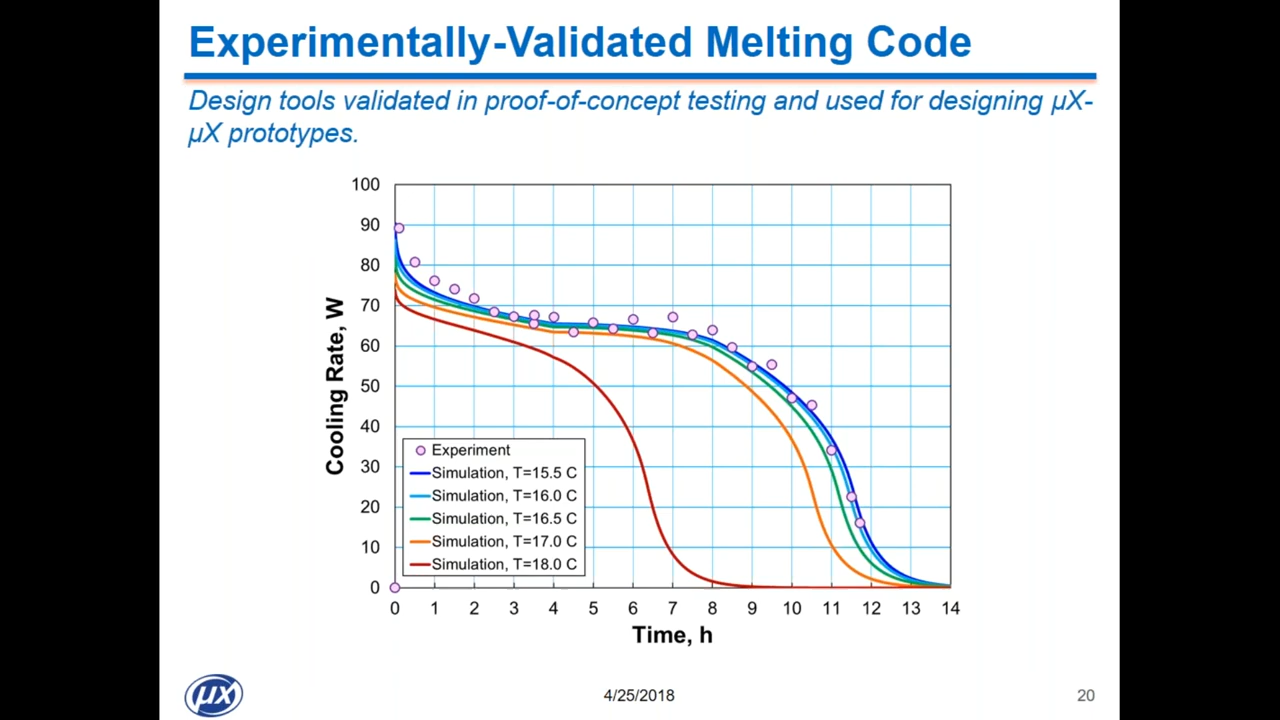 Experimentally-Validated Melting Code
Design tools validated in proof-of-concept testing and used for designing µX-
µX prototypes.
100
90
80
70
60
50
40
30
20
10
0
Cooling Rate, W
Experiment
Simulation, T=15.5 C
Simulation, T=16.0 C
Simulation, T=16.5 C
Simulation, T=17.0 C
Simulation, T=18.0 C
0 1 2 3 4 5 6 7 8 9 10 11 12 13 14
Time, h
µX
4/25/2018
20